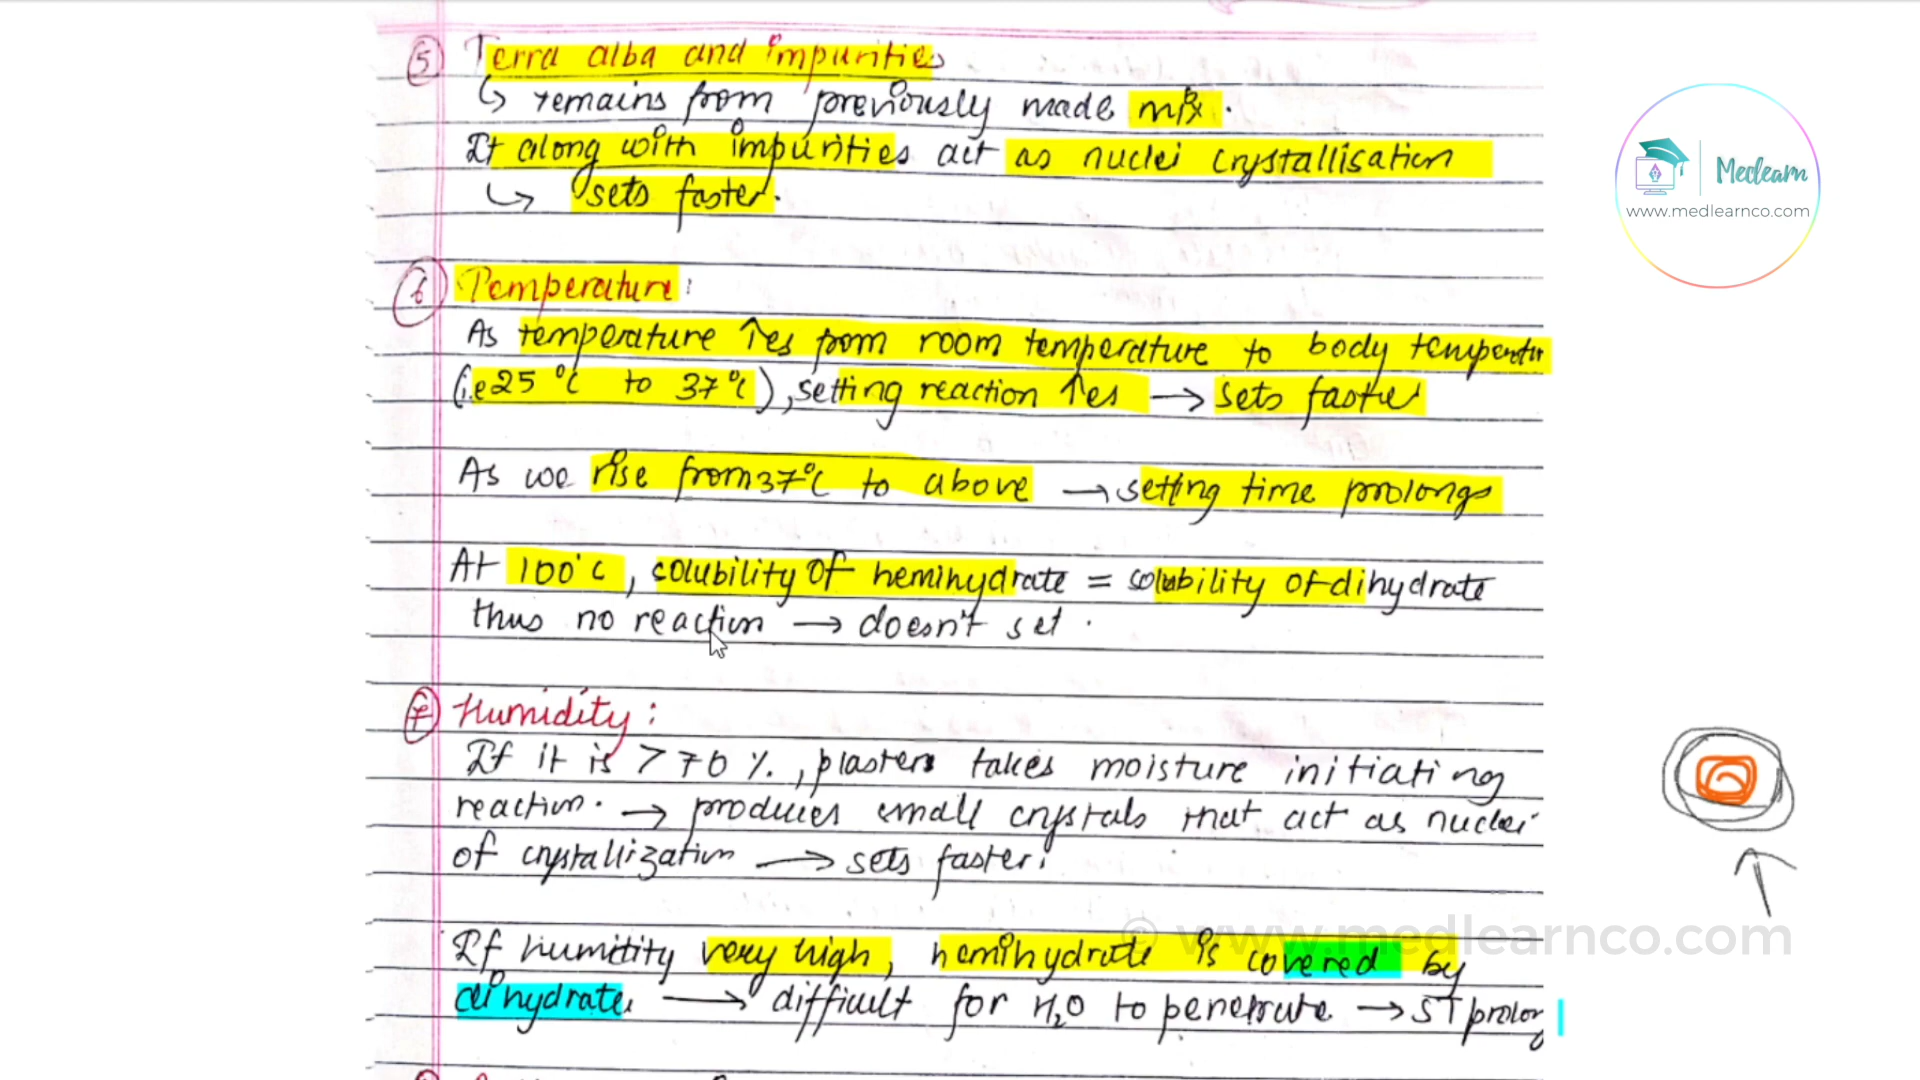 5 Terra alba and impurities
↳ remains from previously made mix.
It along with impurities act as nuclei crystallisation
↳ sets faster.
6 Temperature:
As temperature ↑es from room temperature to body temperatu
(i.e 25°C to 37°C), setting reaction ↑es → sets faster
As we rise from 37°C to above → setting time prolongs
At 100°C, solubility of hemihydrate = solubility of dihydrate
thus no reaction → doesn't set.
7 Humidity:
If it is > 70 %, plasters takes moisture initiating
reaction. → produces small crystals that act as nuclei
of crystallization → sets faster.
If humitity very high, hemihydrate is covered by
dihydrate. → difficult for H₂O to penetrate → ST prolong
Medlearn
www.medlearnco.com
© www.medlearnco.com